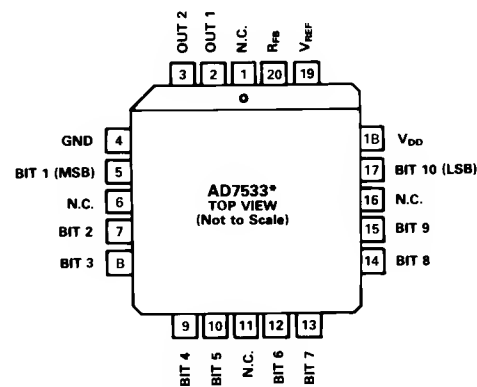 OUT 2
OUT 1
N.C.
RFB
VREF
3
2
1
20
19
GND
4
BIT 1 (MSB)
5
N.C.
6
BIT 2
7
BIT 3
B
AD7533*
TOP VIEW
(Not to Scale)
1B
VDD
17
BIT 10 (LSB)
16
N.C.
15
BIT 9
14
BIT 8
9
10
11
12
13
BIT 4
BIT 5
N.C.
BIT 6
BIT 7